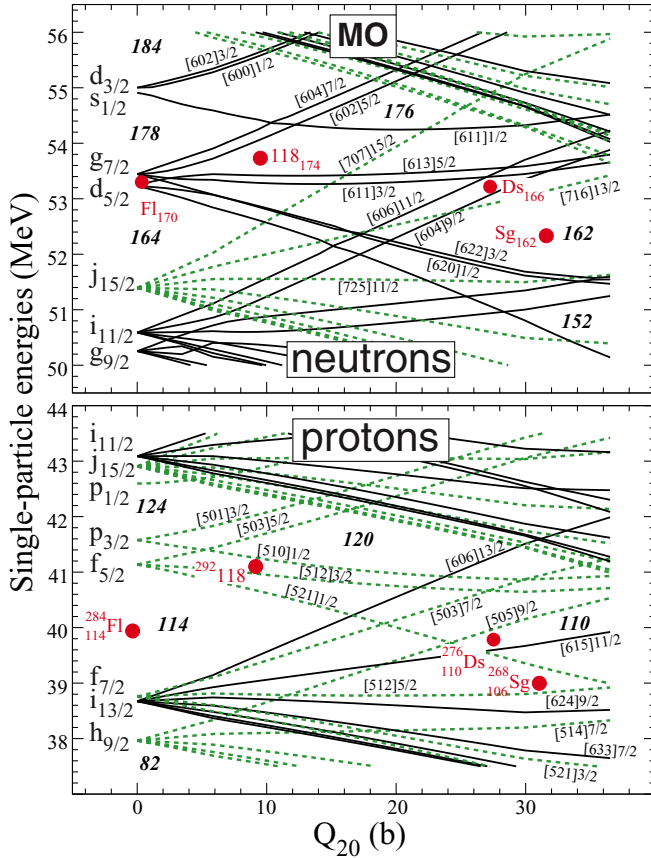 56
184
MO
[602]3/2
[600]1/2
d3/2
s1/2
55
[604]7/2
[602]5/2
176
178
54
118174
[707]15/2
[611]1/2
g7/2
[613]5/2
d5/2
53
Fl170
[611]3/2
[606]11/2
Ds166
[716]13/2
[604]9/2
Sg162
162
164
52
[622]3/2
[620]1/2
j15/2
[725]11/2
51
152
i11/2
g9/2
50
neutrons
Single-particle energies (MeV)
44
i11/2
protons
j15/2
43
p1/2
124
42
[501]3/2
[503]5/2
120
p3/2
[606]13/2
f5/2
292118
[510]1/2
[512]3/2
41
[521]1/2
[503]7/2
[505]9/2
284114Fl
114
40
110
276110Ds
[615]11/2
268106Sg
39
f7/2
[512]5/2
i13/2
[624]9/2
h9/2
[514]7/2
38
82
[633]7/2
[521]3/2
0
10
20
30
Q20 (b)